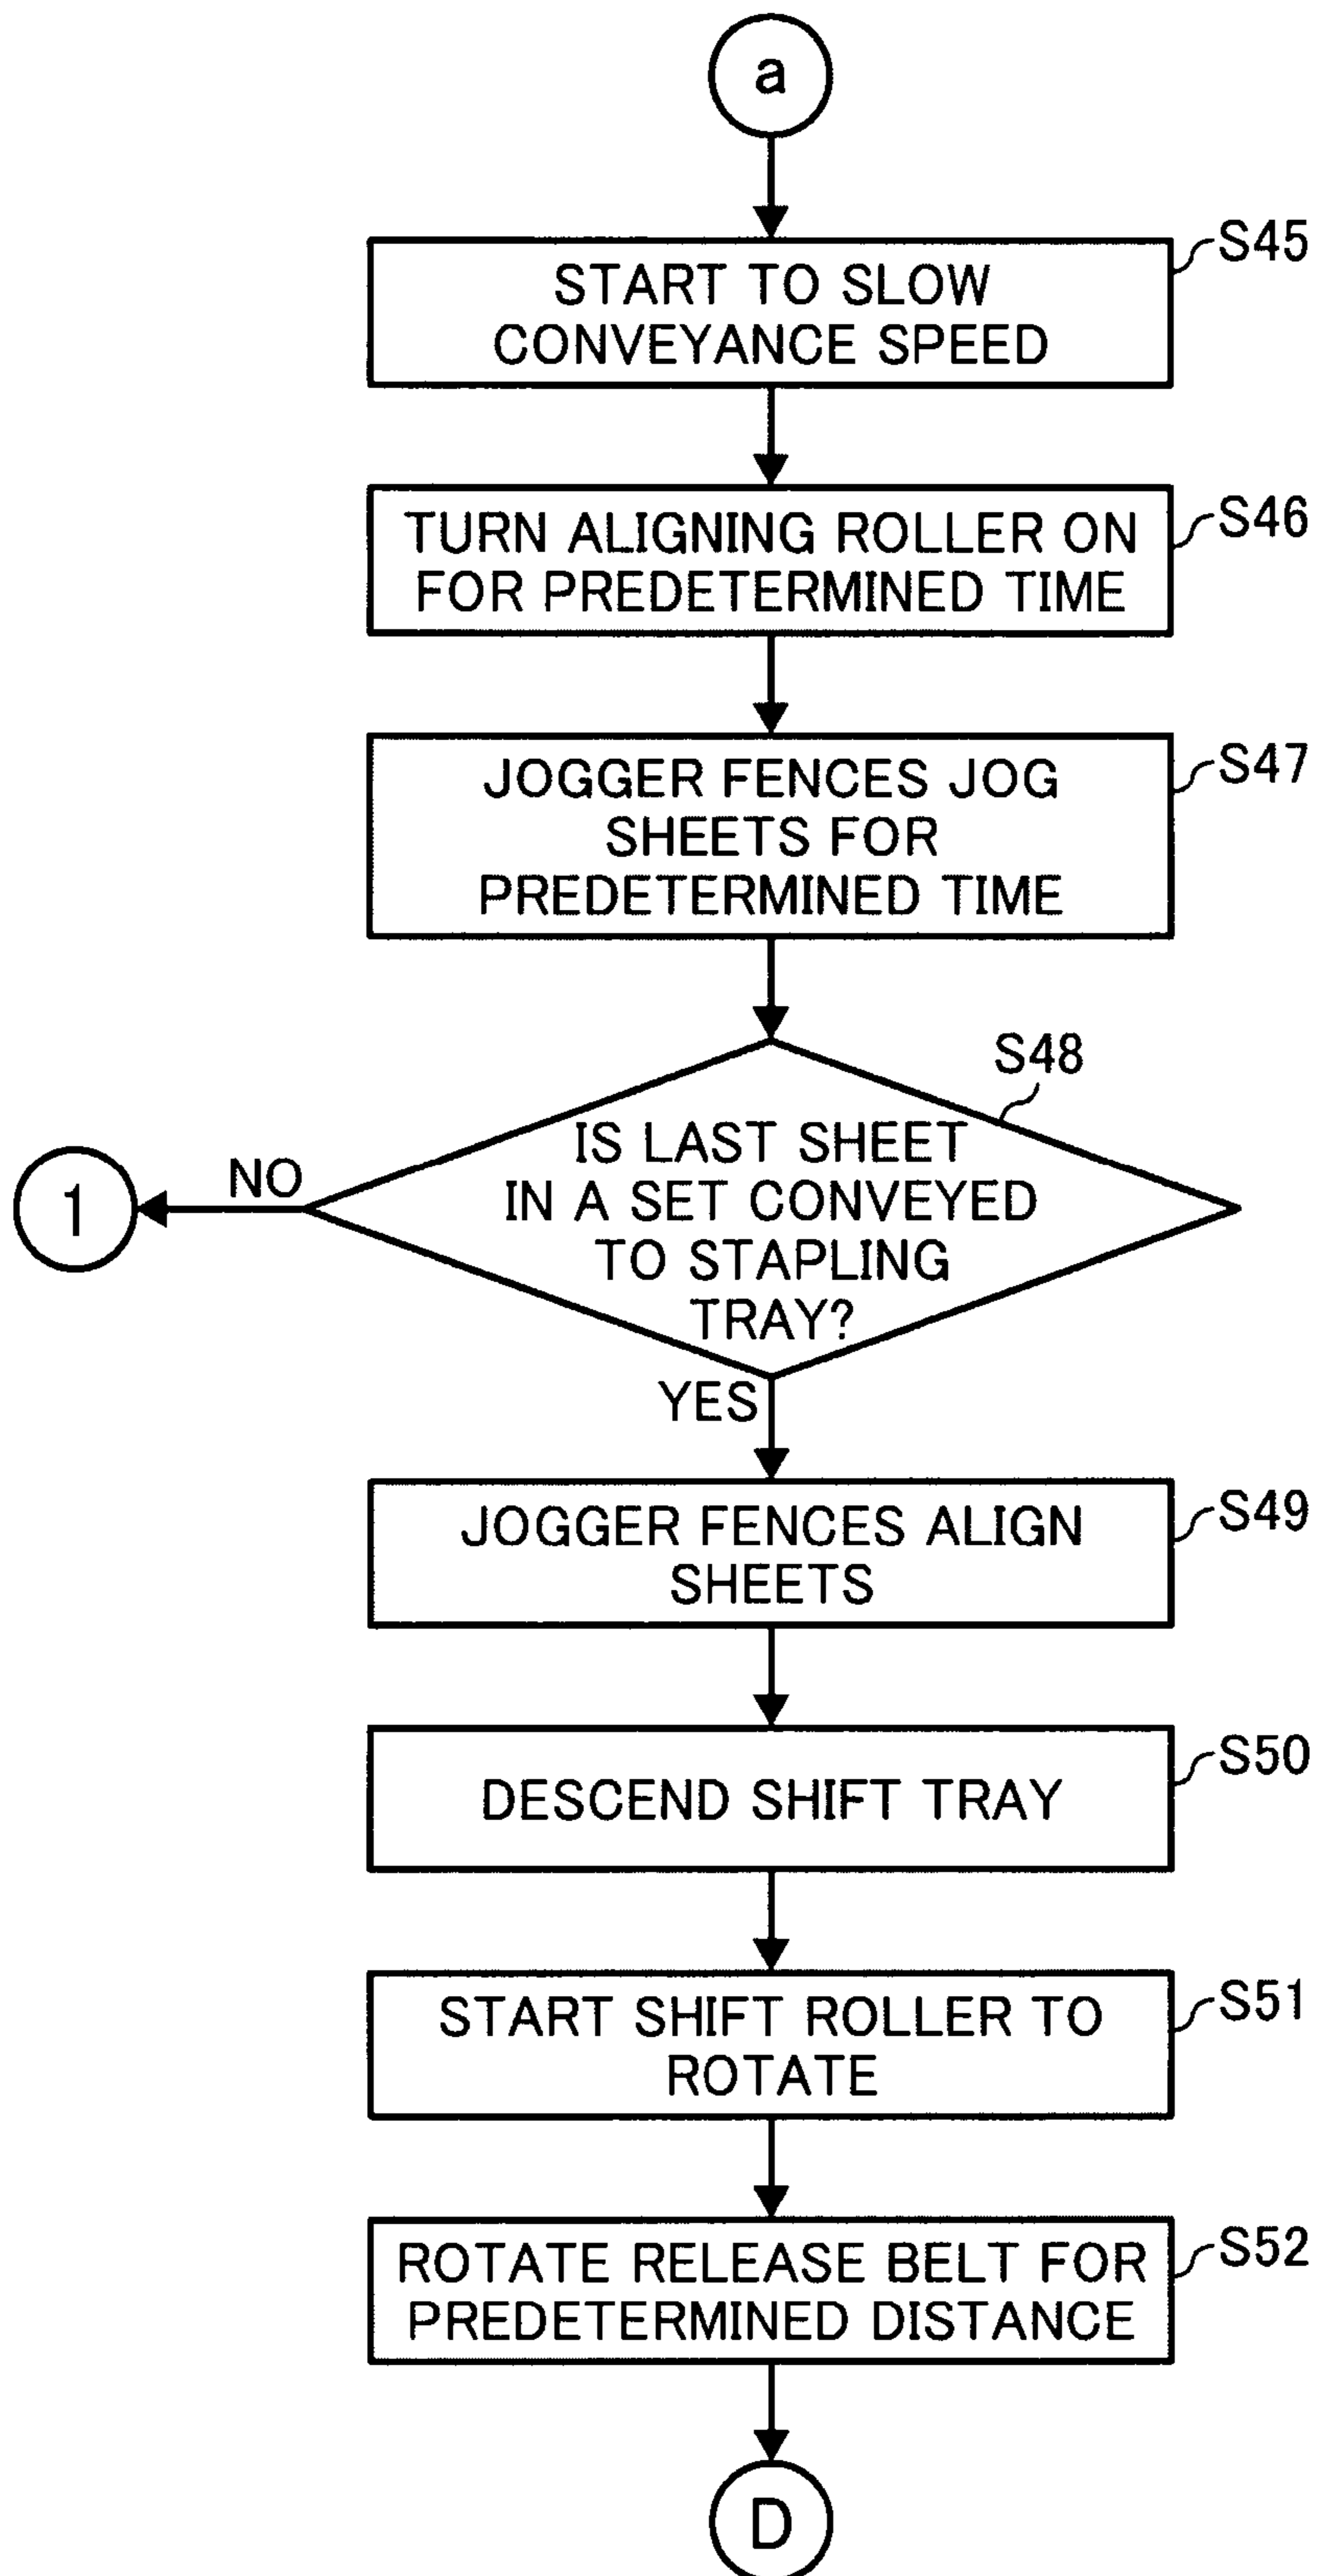 a
S45
START TO SLOW
CONVEYANCE SPEED
S46
TURN ALIGNING ROLLER ON
FOR PREDETERMINED TIME
S47
JOGGER FENCES JOG
SHEETS FOR
PREDETERMINED TIME
S48
IS LAST SHEET
IN A SET CONVEYED
TO STAPLING
TRAY?
NO
1
YES
S49
JOGGER FENCES ALIGN
SHEETS
S50
DESCEND SHIFT TRAY
S51
START SHIFT ROLLER TO
ROTATE
S52
ROTATE RELEASE BELT FOR
PREDETERMINED DISTANCE
D